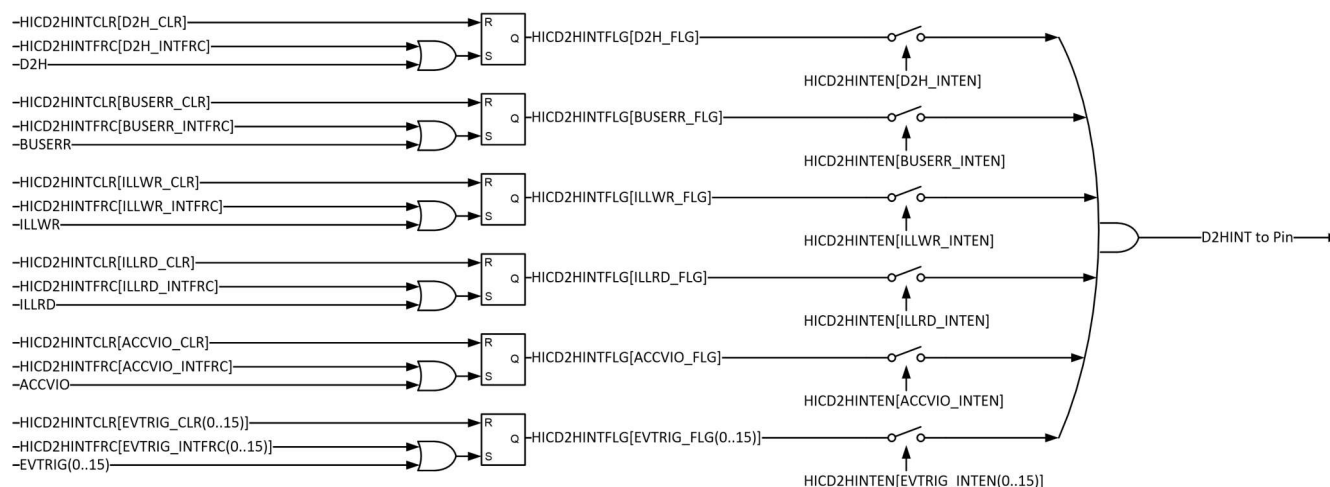 HICD2HINTCLR[D2H_CLR]
R
HICD2HINTFRC[D2H_INTFRC]
Q
HICD2HINTFLG[D2H_FLG]
S
D2H
HICD2HINTEN[D2H_INTEN]
HICD2HINTCLR[BUSERR_CLR]
R
HICD2HINTFRC[BUSERR_INTFRC]
Q
HICD2HINTFLG[BUSERR_FLG]
S
BUSERR
HICD2HINTEN[BUSERR_INTEN]
HICD2HINTCLR[ILLWR_CLR]
R
HICD2HINTFRC[ILLWR_INTFRC]
Q
HICD2HINTFLG[ILLWR_FLG]
S
ILLWR
HICD2HINTEN[ILLWR_INTEN]
D2HINT to Pin
HICD2HINTCLR[ILLRD_CLR]
R
HICD2HINTFRC[ILLRD_INTFRC]
Q
HICD2HINTFLG[ILLRD_FLG]
S
ILLRD
HICD2HINTEN[ILLRD_INTEN]
HICD2HINTCLR[ACCVIO_CLR]
R
HICD2HINTFRC[ACCVIO_INTFRC]
Q
HICD2HINTFLG[ACCVIO_FLG]
S
ACCVIO
HICD2HINTEN[ACCVIO_INTEN]
HICD2HINTCLR[EVTRIG_CLR(0..15)]
R
HICD2HINTFRC[EVTRIG_INTFRC(0..15)]
Q
HICD2HINTFLG[EVTRIG_FLG(0..15)]
S
EVTRIG(0..15)
HICD2HINTEN[EVTRIG_INTEN(0..15)]